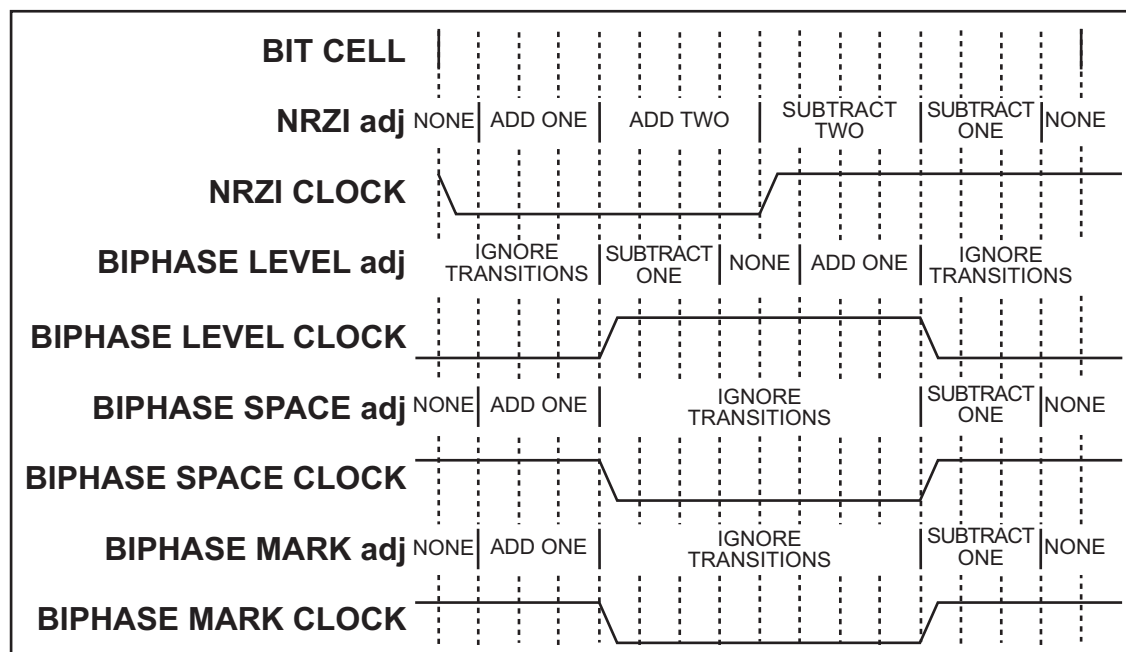 BIT CELL
NRZI adj NONE ADD ONE ADD TWO SUBTRACT TWO SUBTRACT ONE NONE
NRZI CLOCK
BIPHASE LEVEL adj IGNORE TRANSITIONS SUBTRACT ONE NONE ADD ONE IGNORE TRANSITIONS
BIPHASE LEVEL CLOCK
BIPHASE SPACE adj NONE ADD ONE IGNORE TRANSITIONS SUBTRACT ONE NONE
BIPHASE SPACE CLOCK
BIPHASE MARK adj NONE ADD ONE IGNORE TRANSITIONS SUBTRACT ONE NONE
BIPHASE MARK CLOCK